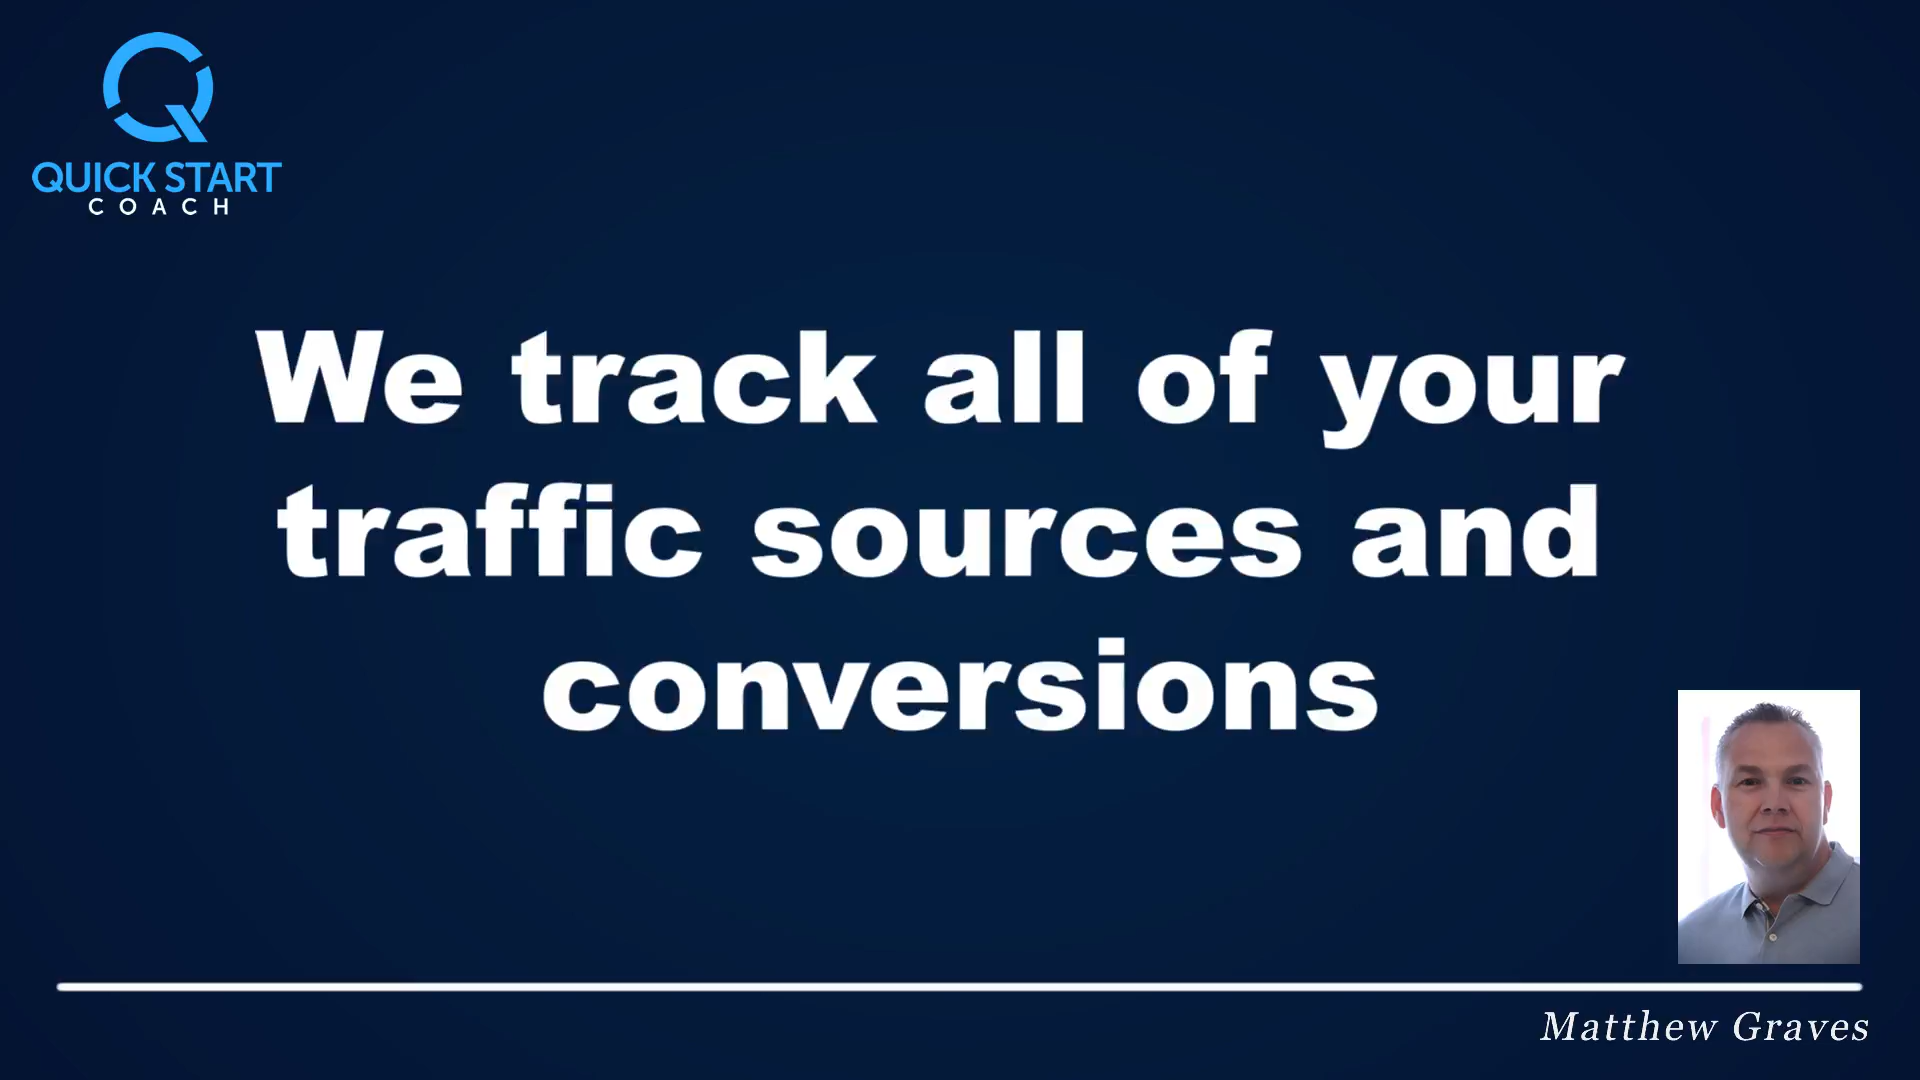 QUICK START
COACH
We track all of your
traffic sources and
conversions
Matthew Graves